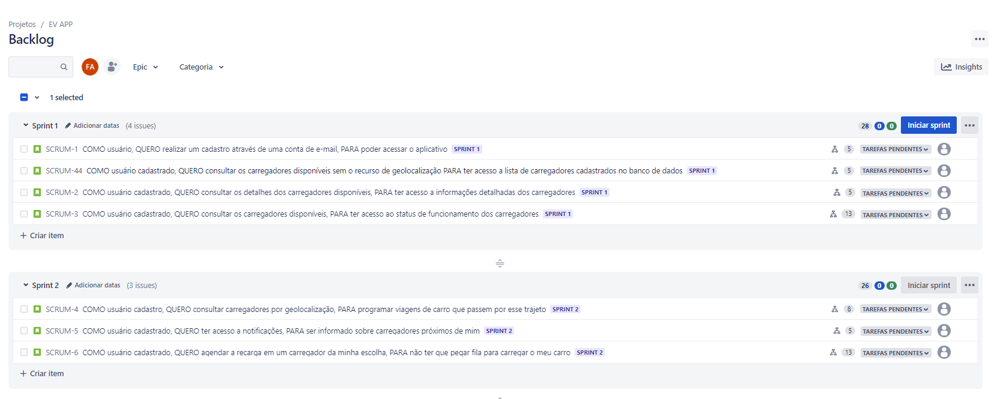 Projetos / EV APP
Backlog
FA Epic Categoria Insights
1 selected
Sprint 1 Adicionar datas (4 issues) 28 0 0 Iniciar sprint
SCRUM-1 COMO usuário, QUERO realizar um cadastro através de uma conta de e-mail, PARA poder acessar o aplicativo SPRINT 1 5 TAREFAS PENDENTES
SCRUM-44 COMO usuário cadastrado, QUERO consultar os carregadores disponíveis sem o recurso de geolocalização PARA ter acesso a lista de carregadores cadastrados no banco de dados SPRINT 1 5 TAREFAS PENDENTES
SCRUM-2 COMO usuário cadastrado, QUERO consultar os detalhes dos carregadores disponíveis, PARA ter acesso a informações detalhadas dos carregadores SPRINT 1 5 TAREFAS PENDENTES
SCRUM-3 COMO usuário cadastrado, QUERO consultar os carregadores disponíveis, PARA ter acesso ao status de funcionamento dos carregadores SPRINT 1 13 TAREFAS PENDENTES
+ Criar item
Sprint 2 Adicionar datas (3 issues) 26 0 0 Iniciar sprint
SCRUM-4 COMO usuário cadastro, QUERO consultar carregadores por geolocalização, PARA programar viagens de carro que passem por esse trajeto SPRINT 2 8 TAREFAS PENDENTES
SCRUM-5 COMO usuário cadastrado, QUERO ter acesso a notificações, PARA ser informado sobre carregadores próximos de mim SPRINT 2 5 TAREFAS PENDENTES
SCRUM-6 COMO usuário cadastrado, QUERO agendar a recarga em um carregador da minha escolha, PARA não ter que pegar fila para carregar o meu carro SPRINT 2 13 TAREFAS PENDENTES
+ Criar item